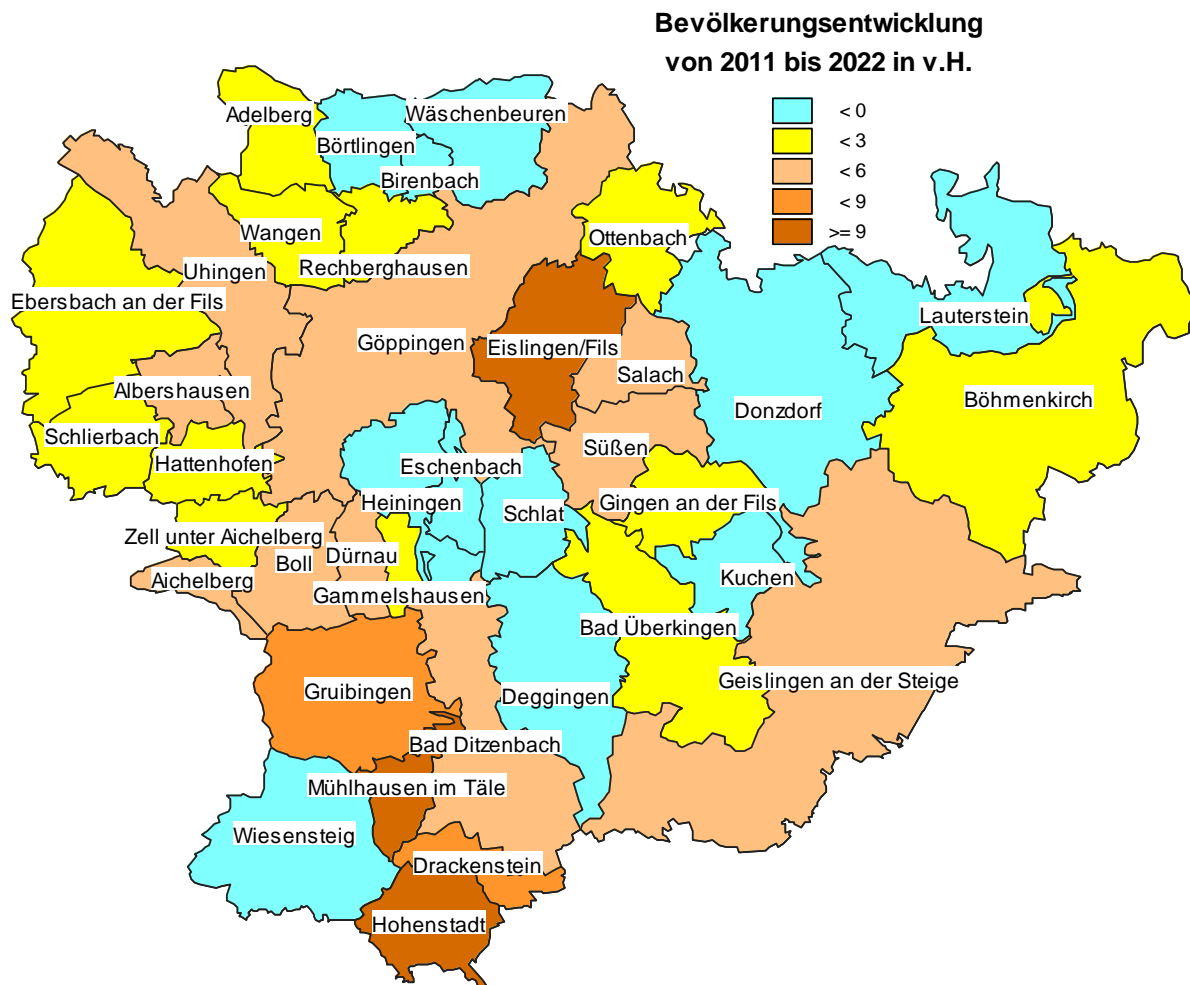 Bevölkerungsentwicklung
von 2011 bis 2022 in v.H.
< 0
< 3
< 6
< 9
>= 9
Adelberg
Wäschenbeuren
Börtlingen
Birenbach
Wangen
Ottenbach
Rechberghausen
Uhingen
Ebersbach an der Fils
Lauterstein
Göppingen
Eislingen/Fils
Salach
Albershausen
Böhmenkirch
Donzdorf
Schlierbach
Süßen
Hattenhofen
Eschenbach
Heiningen
Gingen an der Fils
Schlat
Zell unter Aichelberg
Dürnau
Boll
Aichelberg
Kuchen
Gammelshausen
Bad Überkingen
Geislingen an der Steige
Gruibingen
Deggingen
Bad Ditzenbach
Mühlhausen im Täle
Wiesensteig
Drackenstein
Hohenstadt